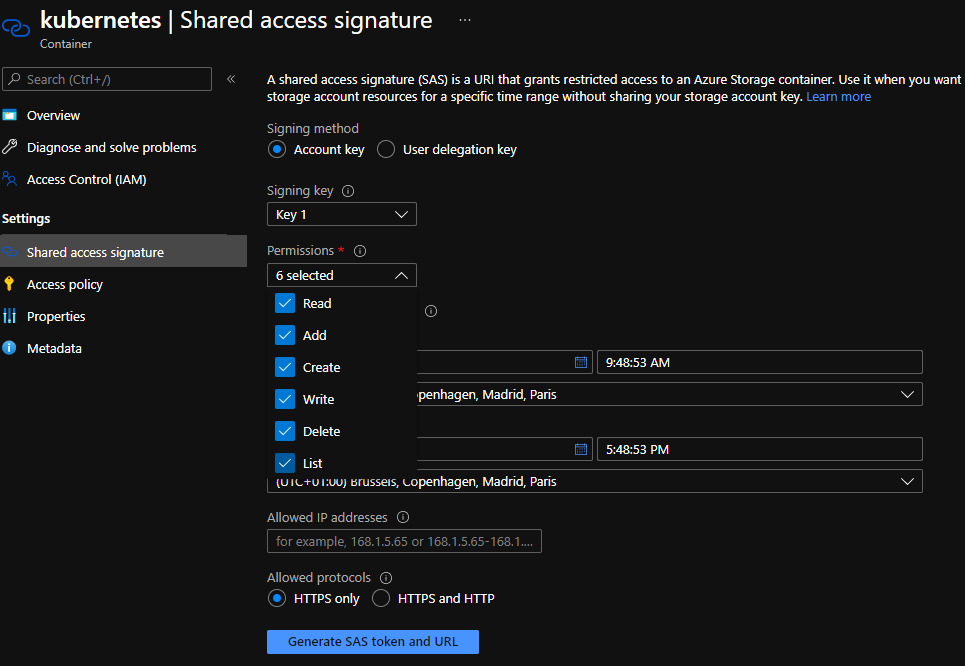 kubernetes | Shared access signature ...
Container
Search (Ctrl+/)
«
Overview
Diagnose and solve problems
Access Control (IAM)
Settings
Shared access signature
Access policy
Properties
Metadata
A shared access signature (SAS) is a URI that grants restricted access to an Azure Storage container. Use it when you want
storage account resources for a specific time range without sharing your storage account key. Learn more
Signing method
Account key User delegation key
Signing key
Key 1
Permissions *
6 selected
Read
Add
Create
Write
Delete
List
9:48:53 AM
penhagen, Madrid, Paris
5:48:53 PM
(UTC+01:00) Brussels, Copenhagen, Madrid, Paris
Allowed IP addresses
for example, 168.1.5.65 or 168.1.5.65-168.1....
Allowed protocols
HTTPS only HTTPS and HTTP
Generate SAS token and URL